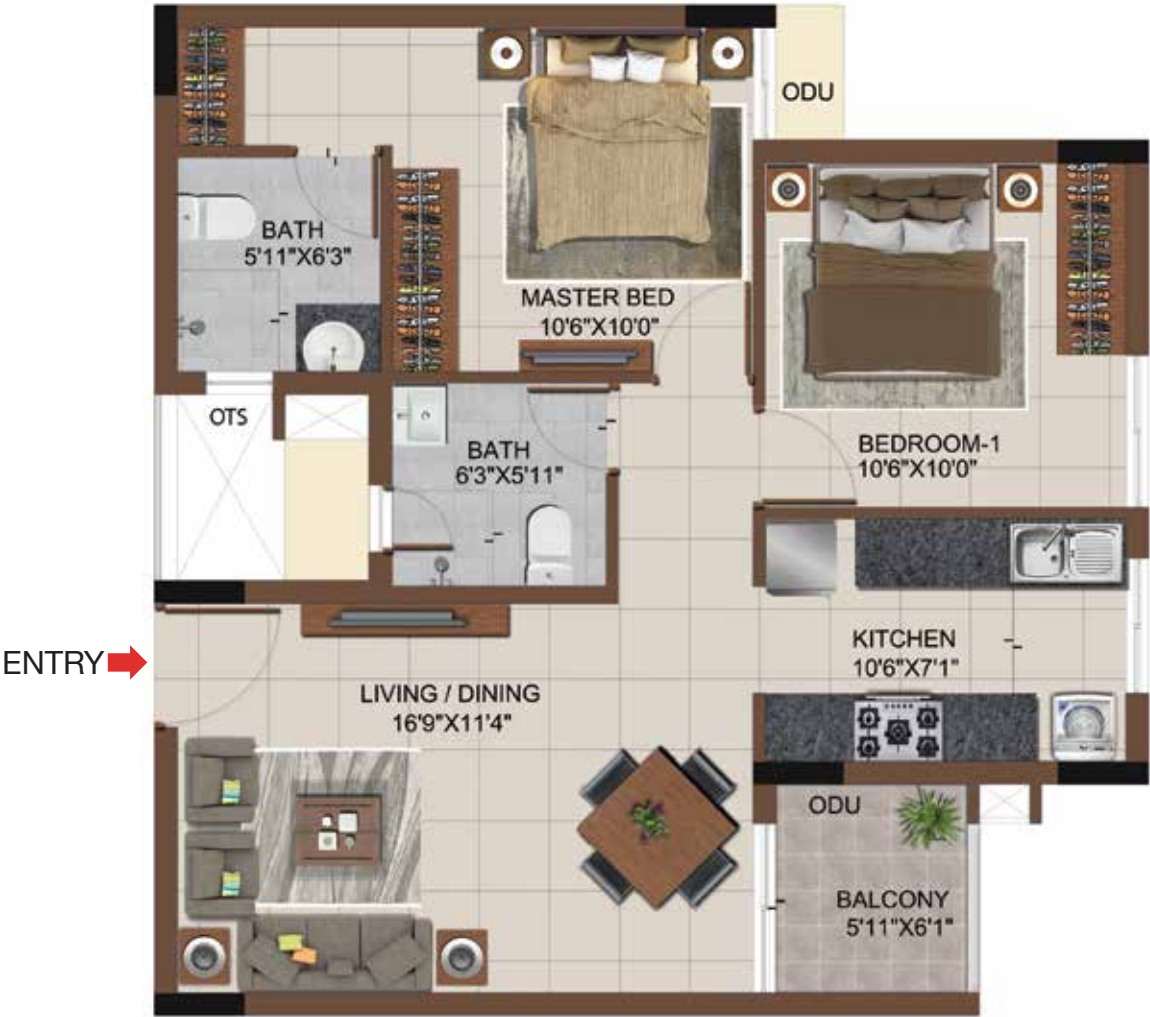 ODU
BATH
5'11"X6'3"
MASTER BED
10'6"X10'0"
OTS
BATH
6'3"X5'11"
BEDROOM-1
10'6"X10'0"
ENTRY
KITCHEN
10'6"X7'1"
LIVING / DINING
16'9"X11'4"
ODU
BALCONY
5'11"X6'1"